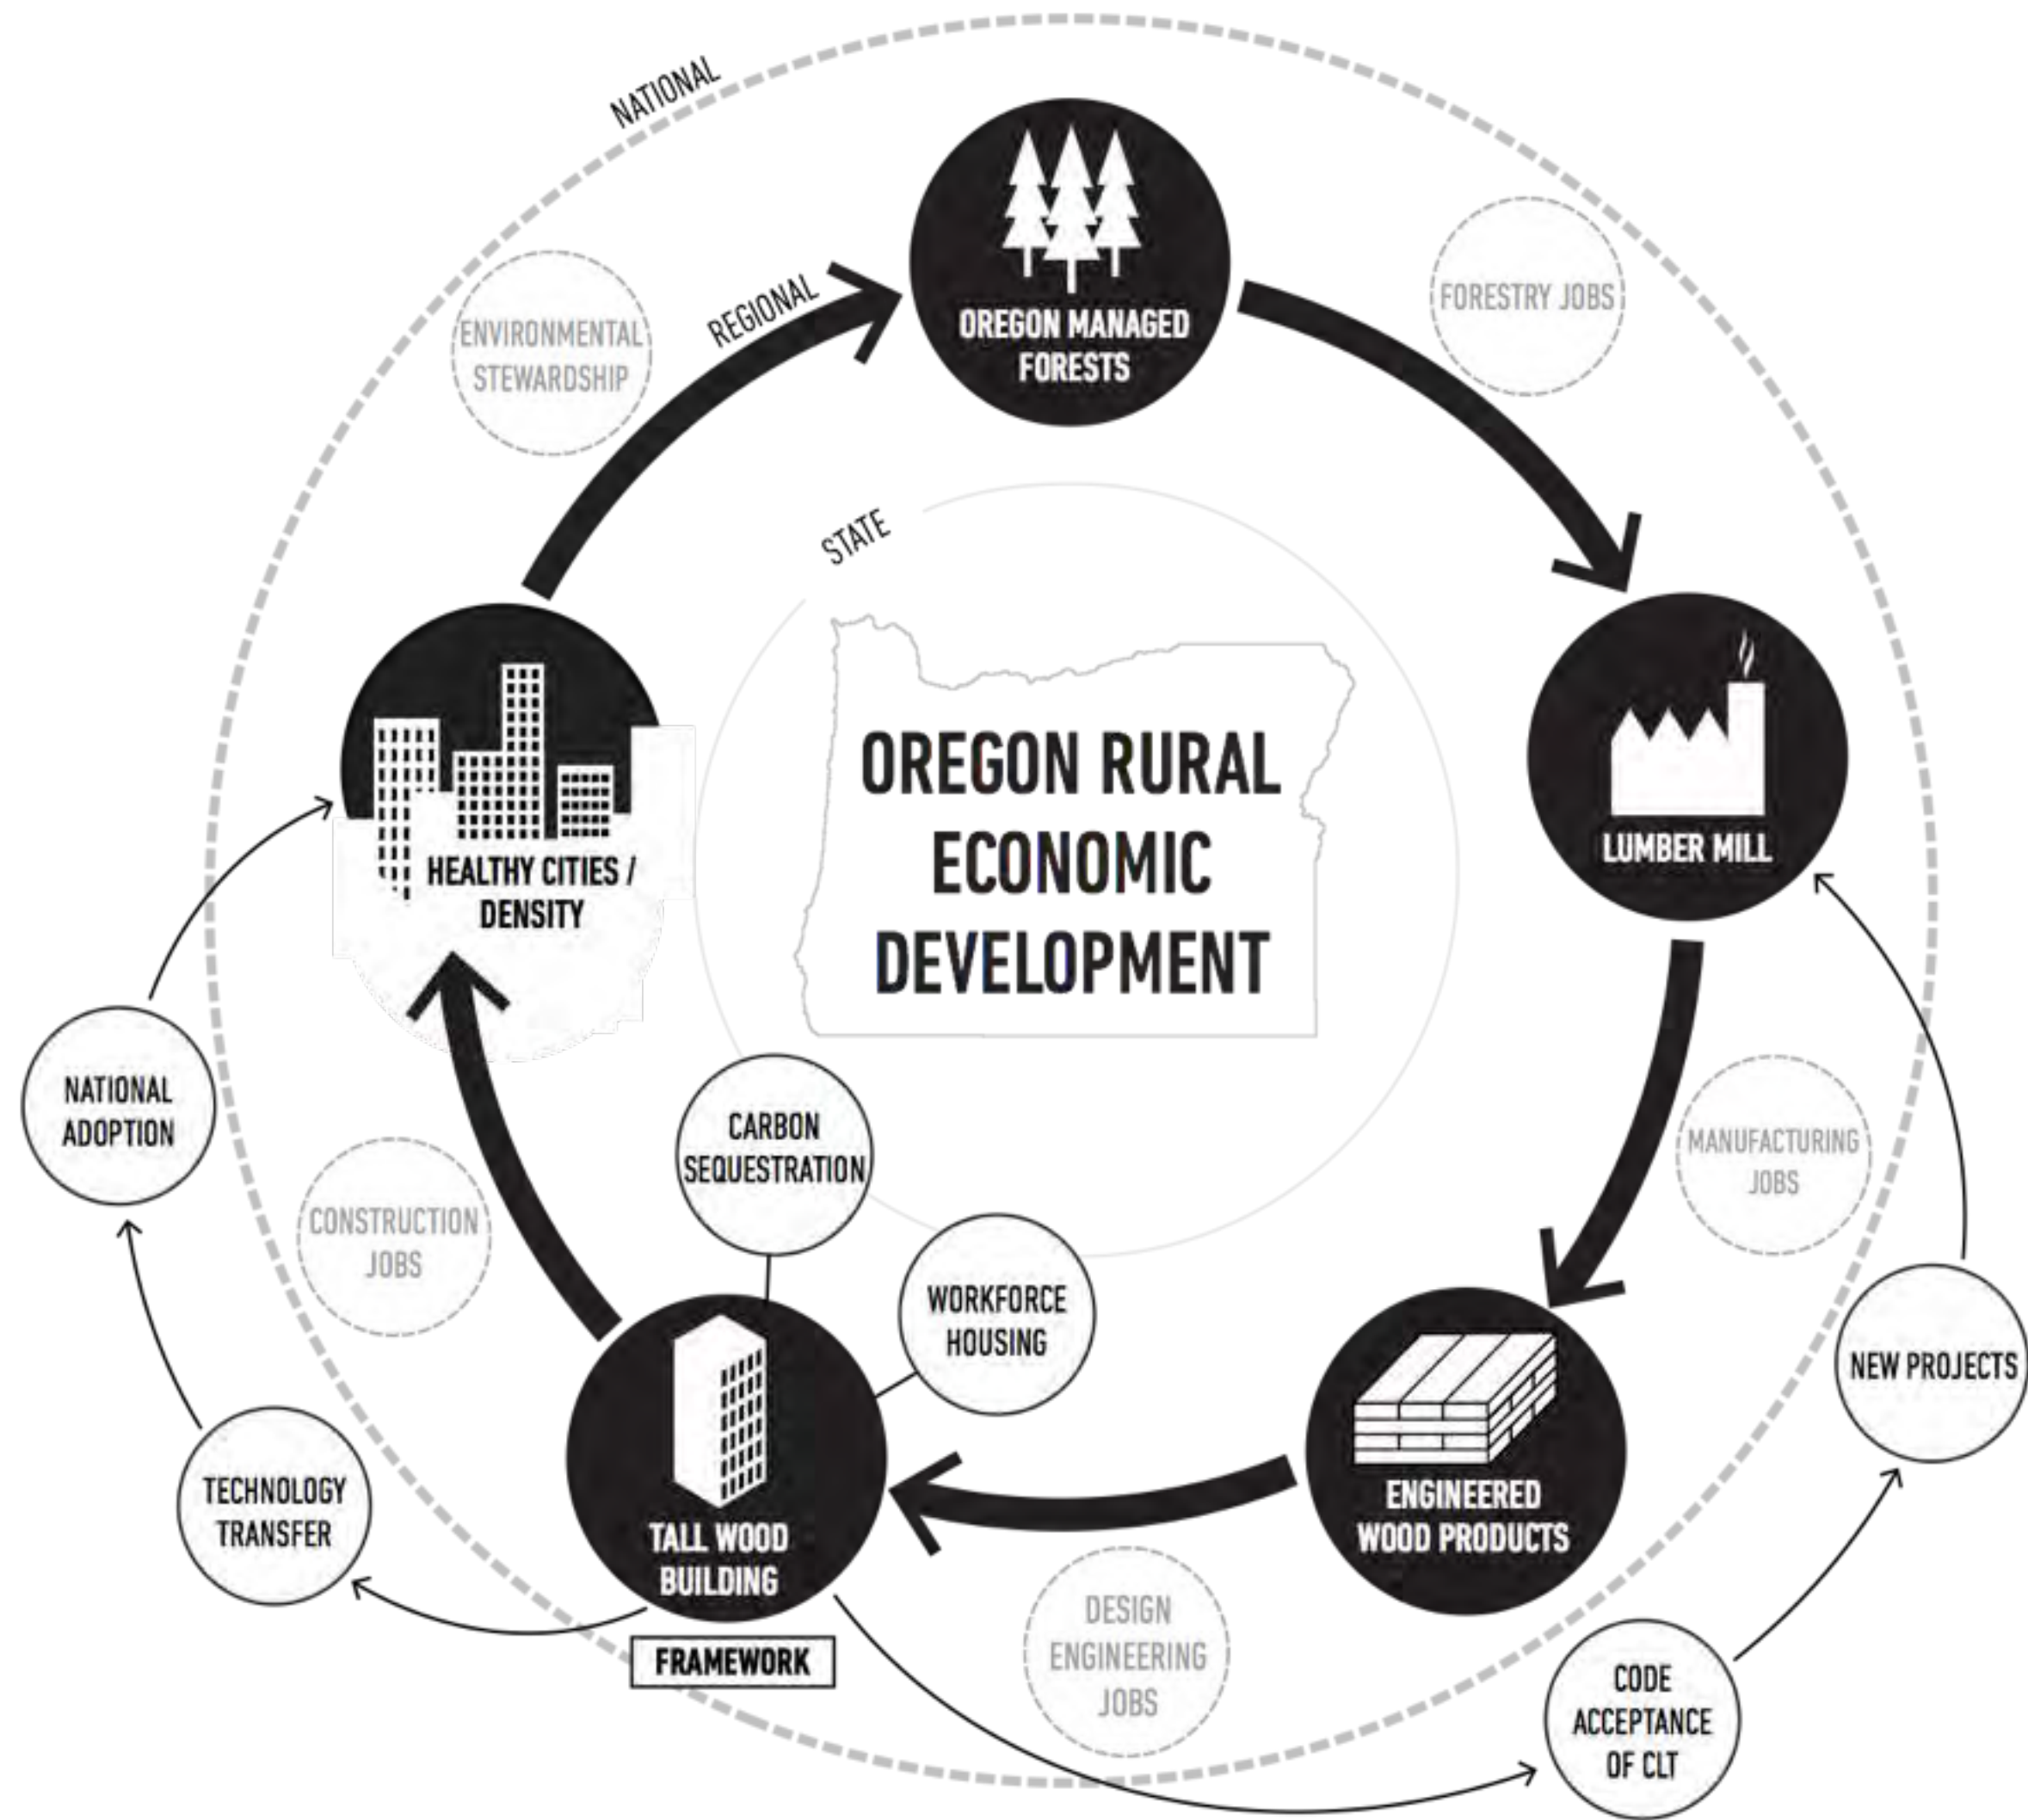 NATIONAL
OREGON MANAGED
FORESTS
FORESTRY JOBS
REGIONAL
ENVIRONMENTAL
STEWARDSHIP
STATE
OREGON RURAL
ECONOMIC
DEVELOPMENT
LUMBER MILL
HEALTHY CITIES /
DENSITY
NATIONAL
ADOPTION
CARBON
SEQUESTRATION
MANUFACTURING
JOBS
CONSTRUCTION
JOBS
WORKFORCE
HOUSING
NEW PROJECTS
TECHNOLOGY
TRANSFER
TALL WOOD
BUILDING
ENGINEERED
WOOD PRODUCTS
FRAMEWORK
DESIGN
ENGINEERING
JOBS
CODE
ACCEPTANCE
OF CLT